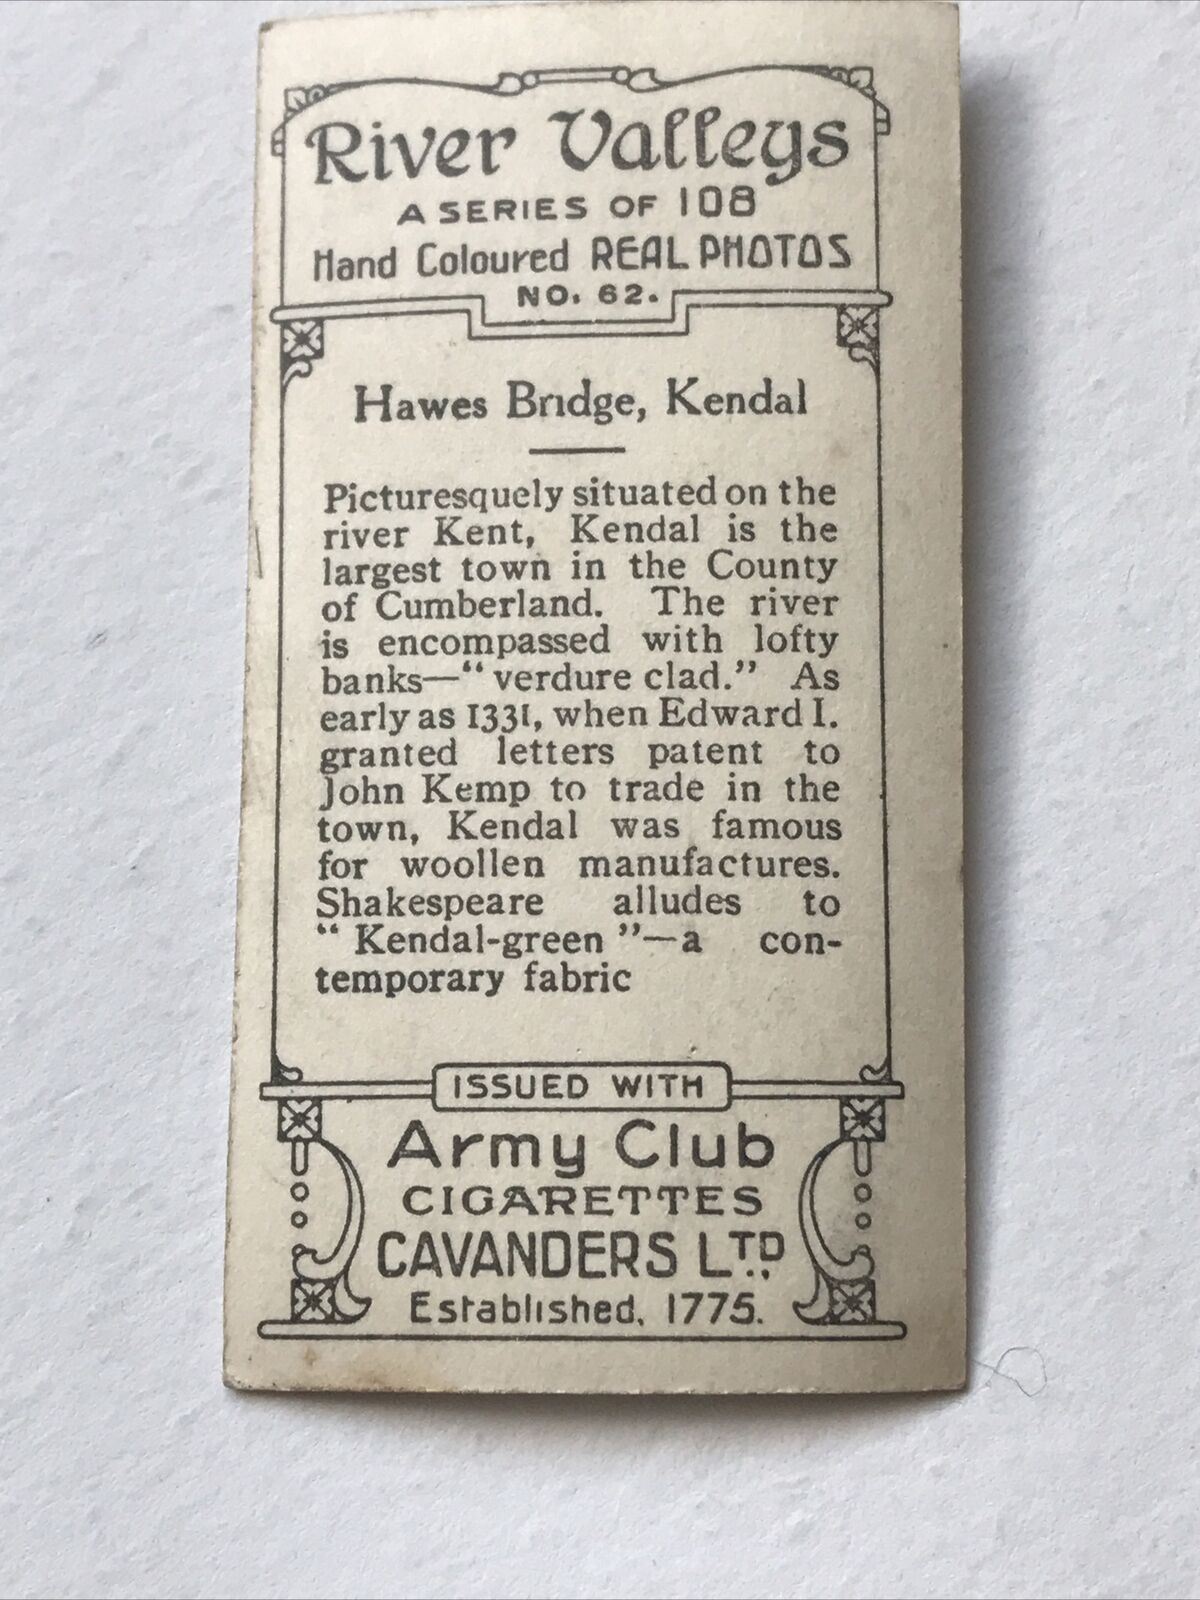 River Valleys
A SERIES OF 108
Hand Coloured REAL PHOTOS
NO. 62.
Hawes Bridge, Kendal
Picturesquely situated on the
river Kent, Kendal is the
largest town in the County
of Cumberland. The river
is encompassed with lofty
banks—“verdure clad.” As
early as 1331, when Edward I.
granted letters patent to
John Kemp to trade in the
town, Kendal was famous
for woollen manufactures.
Shakespeare alludes to
“Kendal-green”—a con-
temporary fabric
ISSUED WITH
Army Club
CIGARETTES
CAVANDERS LTD.,
Established. 1775.